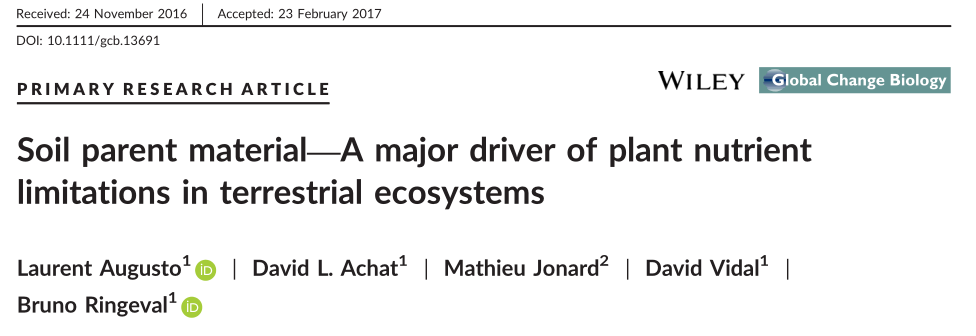 Received: 24 November 2016 | Accepted: 23 February 2017
DOI: 10.1111/gcb.13691
PRIMARY RESEARCH ARTICLE
WILEY Global Change Biology
Soil parent material—A major driver of plant nutrient
limitations in terrestrial ecosystems
Laurent Augusto1 iD | David L. Achat1 | Mathieu Jonard2 | David Vidal1 |
Bruno Ringeval1 iD